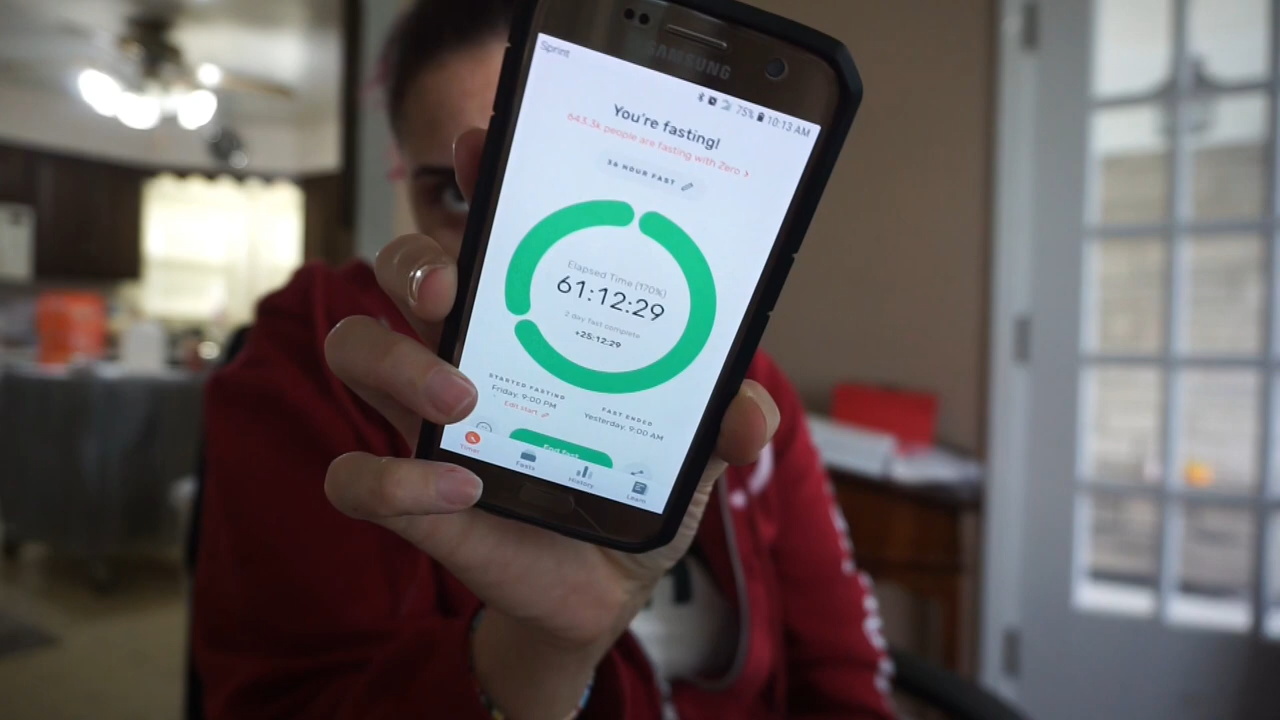 Sprint
SAMSUNG
75% 10:13 AM
You're fasting!
643.3k people are fasting with Zero >
36 HOUR FAST
Elapsed Time (170%)
61:12:29
2 day fast complete
+25:12:29
STARTED FASTING
Friday, 9:00 PM
Edit start
FAST ENDED
Yesterday, 9:00 AM
End fast
Timer
Fasts
History
Learn